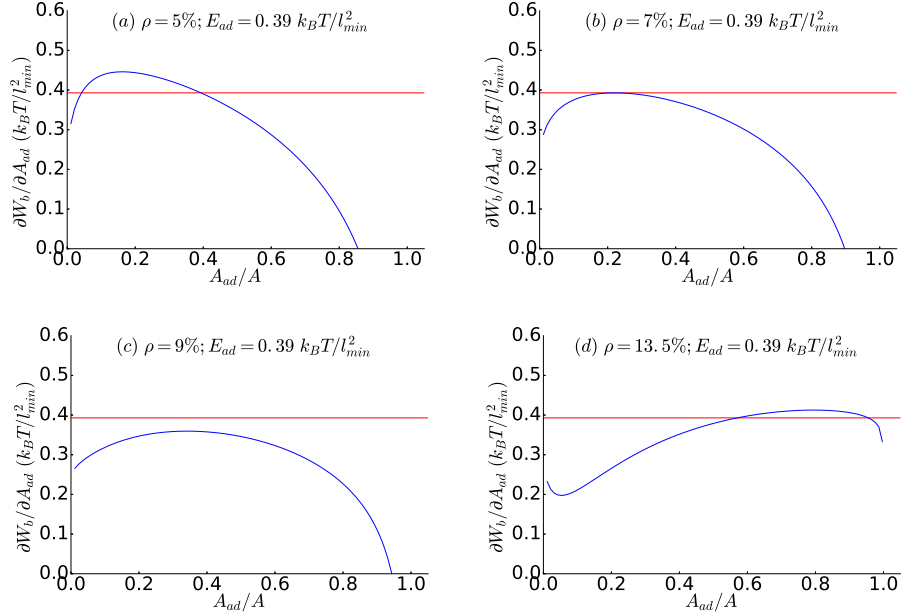 (a) ρ=5%; E_ad=0.39 k_BT/l²_min
0.6
0.5
0.4
0.3
0.2
0.1
0.0
∂W_b/∂A_ad (k_BT/l²_min)
0.0 0.2 0.4 0.6 0.8 1.0
A_ad/A
(b) ρ=7%; E_ad=0.39 k_BT/l²_min
0.6
0.5
0.4
0.3
0.2
0.1
0.0
∂W_b/∂A_ad (k_BT/l²_min)
0.0 0.2 0.4 0.6 0.8 1.0
A_ad/A
(c) ρ=9%; E_ad=0.39 k_BT/l²_min
0.6
0.5
0.4
0.3
0.2
0.1
0.0
∂W_b/∂A_ad (k_BT/l²_min)
0.0 0.2 0.4 0.6 0.8 1.0
A_ad/A
(d) ρ=13.5%; E_ad=0.39 k_BT/l²_min
0.6
0.5
0.4
0.3
0.2
0.1
0.0
∂W_b/∂A_ad (k_BT/l²_min)
0.0 0.2 0.4 0.6 0.8 1.0
A_ad/A